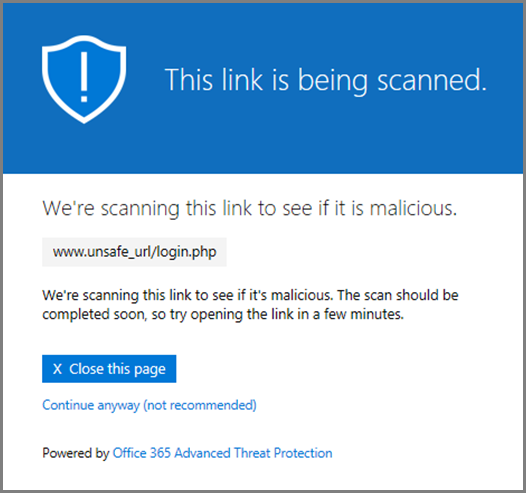 This link is being scanned.
We're scanning this link to see if it is malicious.
www.unsafe_url/login.php
We're scanning this link to see if it's malicious. The scan should be
completed soon, so try opening the link in a few minutes.
X Close this page
Continue anyway (not recommended)
Powered by Office 365 Advanced Threat Protection